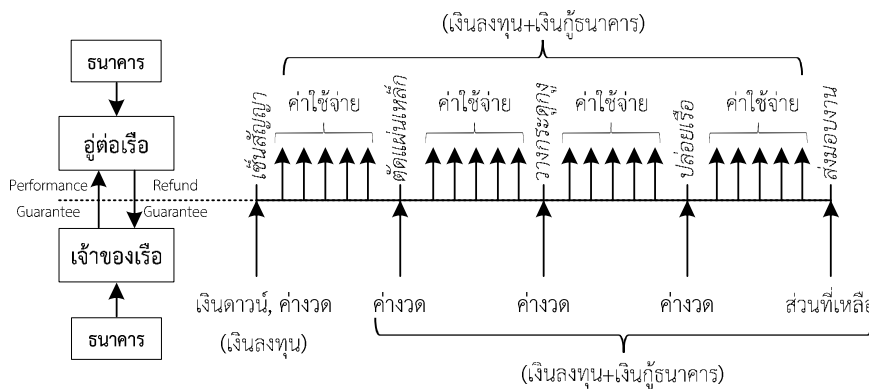 (เงินลงทุน+เงินกู้ธนาคาร)
ธนาคาร
อู่ต่อเรือ
Performance Refund
Guarantee Guarantee
เจ้าของเรือ
ธนาคาร
เซ็นสัญญา
ค่าใช้จ่าย
ตัดแผ่นเหล็ก
ค่าใช้จ่าย
วางกระดูกงู
ค่าใช้จ่าย
ปล่อยเรือ
ค่าใช้จ่าย
ส่งมอบงาน
เงินดาวน์, ค่างวด ค่างวด ค่างวด ค่างวด ส่วนที่เหลือ
(เงินลงทุน)
(เงินลงทุน+เงินกู้ธนาคาร)